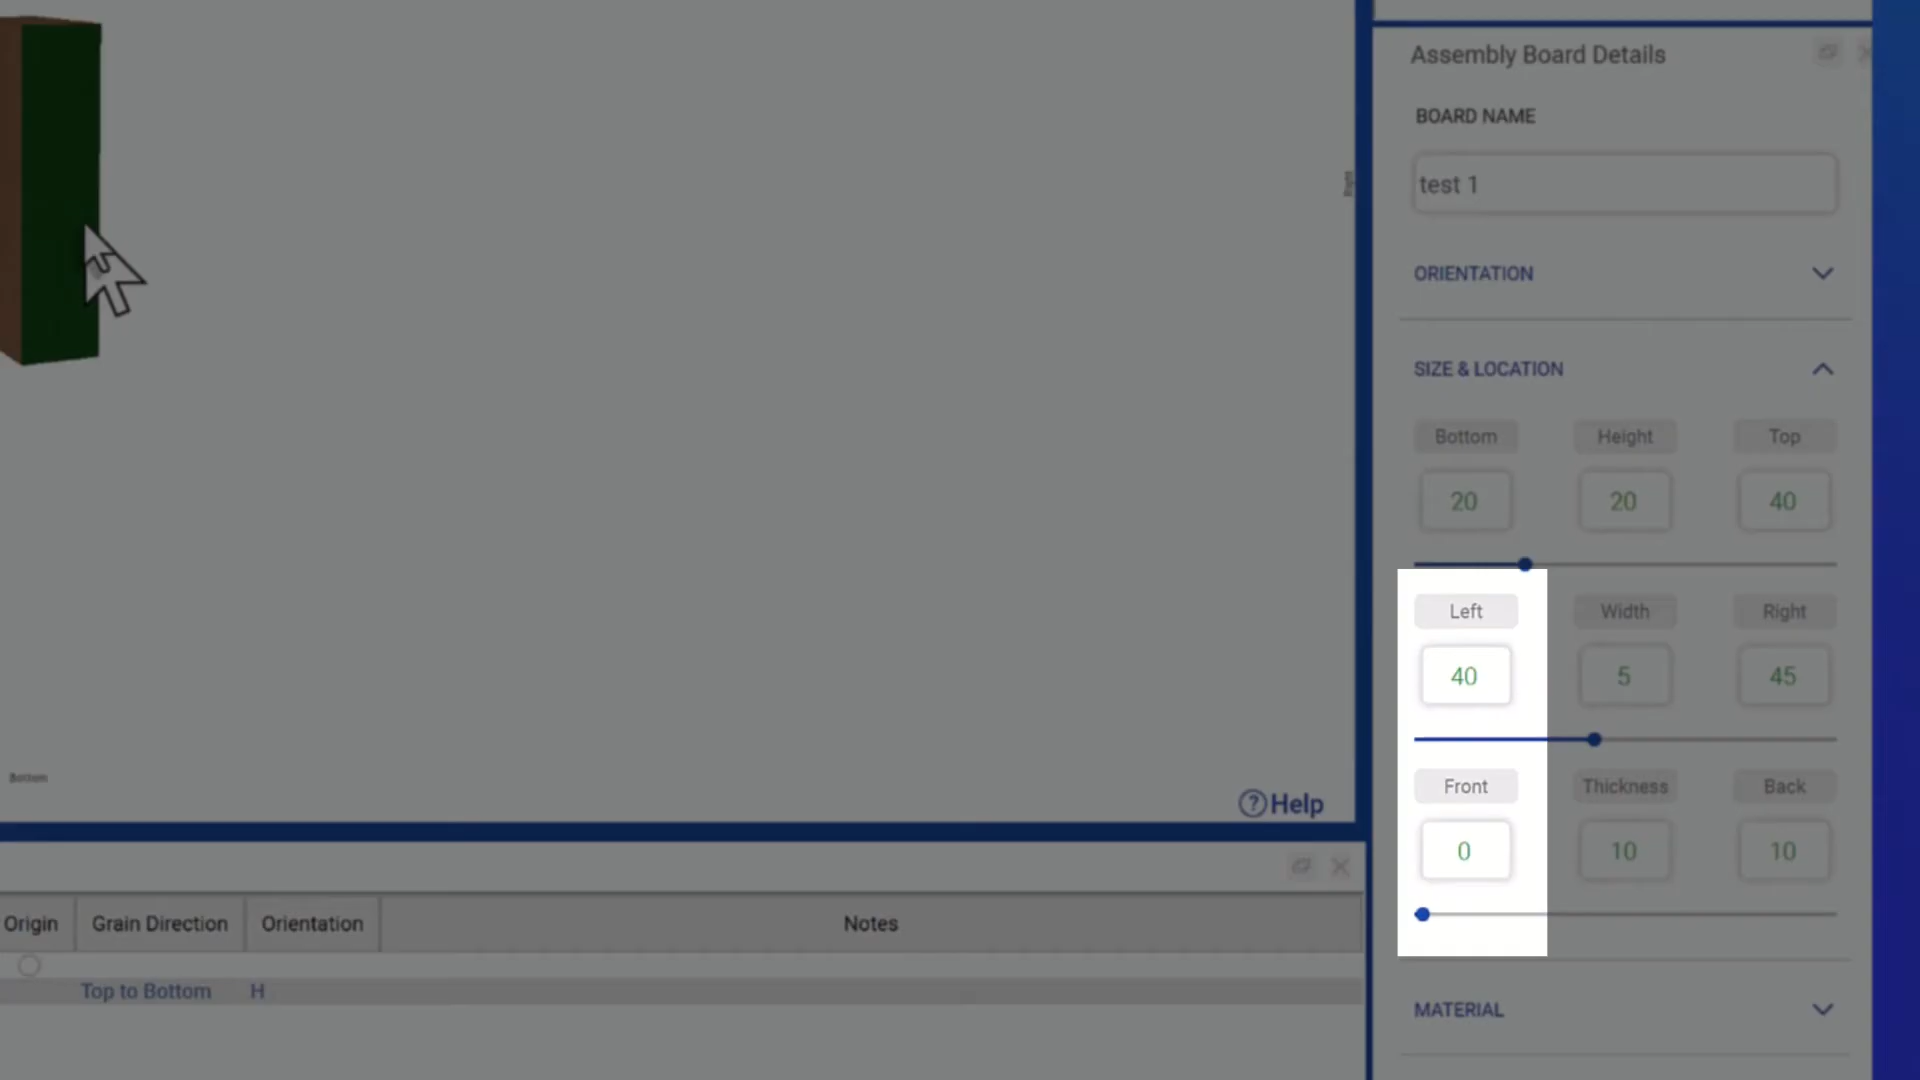 Assembly Board Details
BOARD NAME
test 1
ORIENTATION
SIZE & LOCATION
Bottom Height Top
20 20 40
Left Width Right
40 5 45
Front Thickness Back
0 10 10
MATERIAL
Right
Bottom
?Help
Origin Grain Direction Orientation Notes
Top to Bottom H